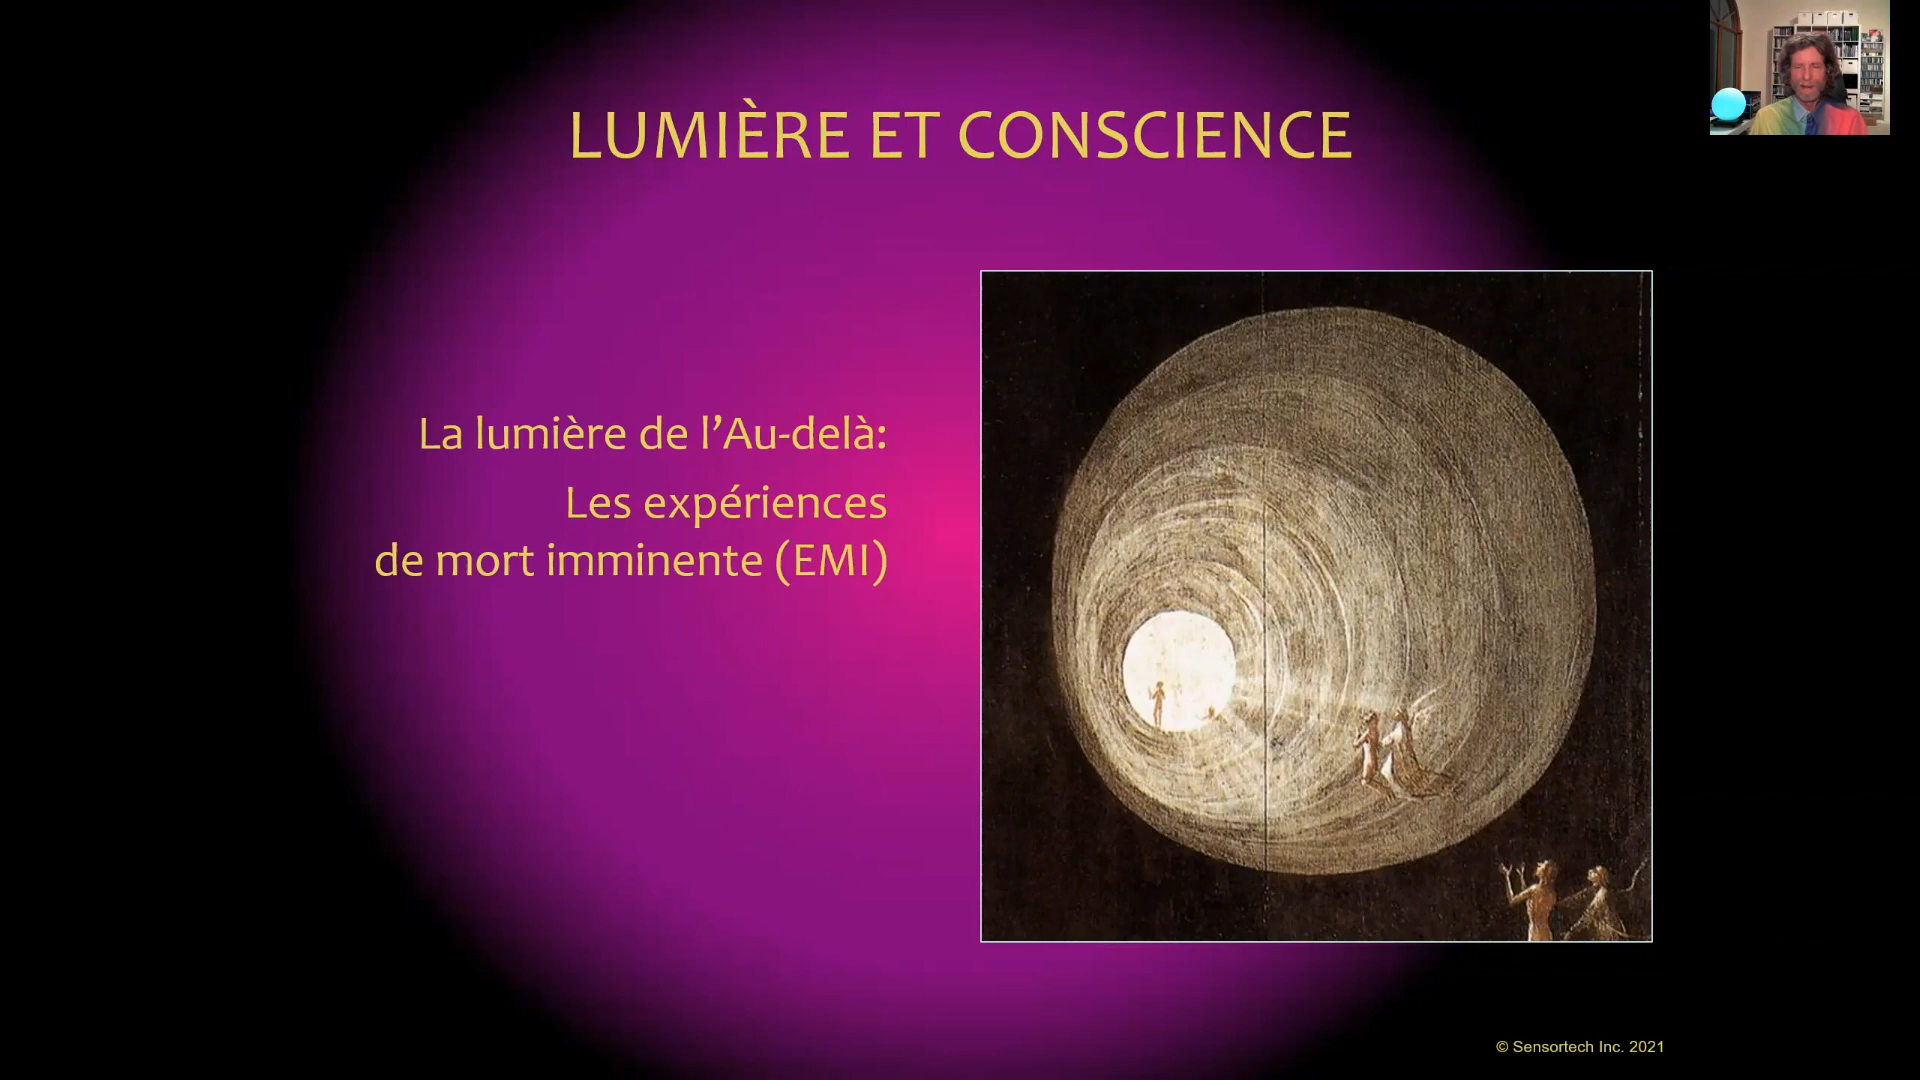 LUMIÈRE ET CONSCIENCE
La lumière de l’Au-delà:
Les expériences
de mort imminente (EMI)
© Sensortech Inc. 2021